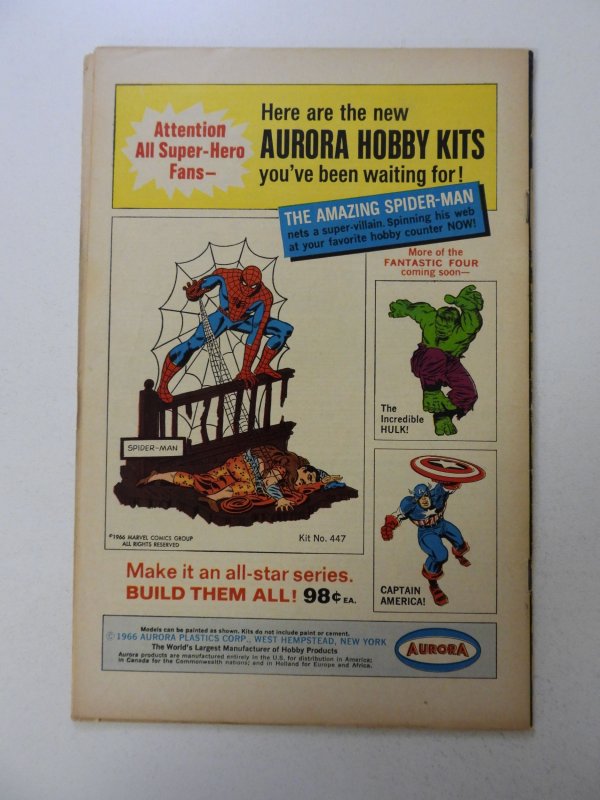 Attention
All Super-Hero
Fans—
Here are the new
AURORA HOBBY KITS
you've been waiting for!
THE AMAZING SPIDER-MAN
nets a super-villain. Spinning his web
at your favorite hobby counter NOW!
More of the
FANTASTIC FOUR
coming soon—
The
Incredible
HULK!
SPIDER-MAN
©1966 MARVEL COMICS GROUP
ALL RIGHTS RESERVED
Kit No. 447
CAPTAIN
AMERICA!
Make it an all-star series.
BUILD THEM ALL! 98¢ EA.
Models can be painted as shown. Kits do not include paint or cement.
© 1966 AURORA PLASTICS CORP., WEST HEMPSTEAD, NEW YORK
The World's Largest Manufacturer of Hobby Products
Aurora products are manufactured entirely in the U.S. for distribution in America;
in Canada for the Commonwealth nations; and in Holland for Europe and Africa.
AURORA